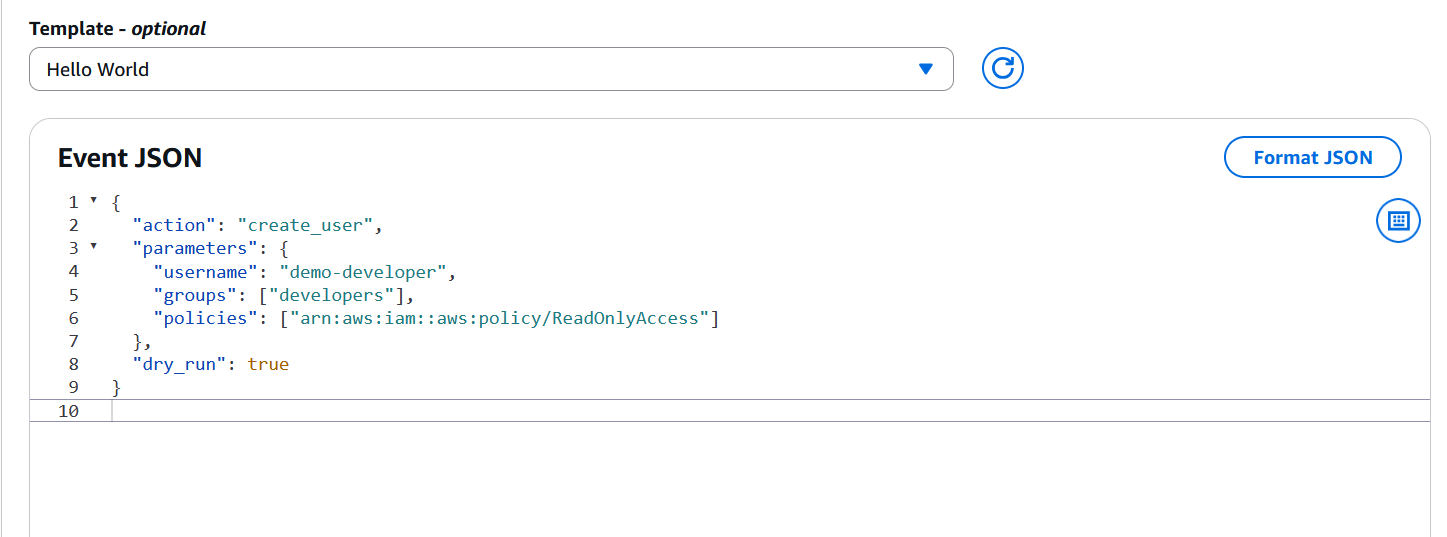 Template - optional
Hello World
Event JSON
Format JSON
1 {
2 "action": "create_user",
3 "parameters": {
4 "username": "demo-developer",
5 "groups": ["developers"],
6 "policies": ["arn:aws:iam::aws:policy/ReadOnlyAccess"]
7 },
8 "dry_run": true
9 }
10